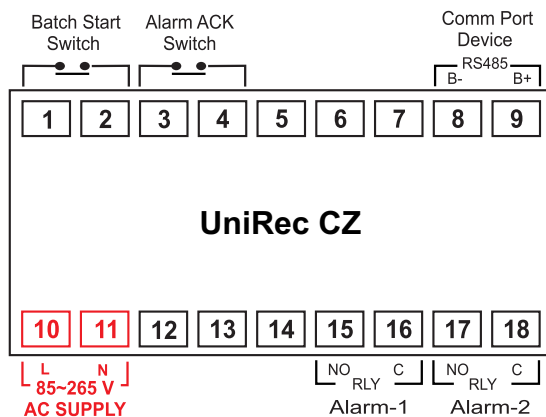 Batch Start
Switch
Alarm ACK
Switch
Comm Port
Device
RS485
B- B+
1 2 3 4 5 6 7 8 9
UniRec CZ
10 11 12 13 14 15 16 17 18
L N NO C NO C
RLY RLY
85~265 V
AC SUPPLY
Alarm-1 Alarm-2